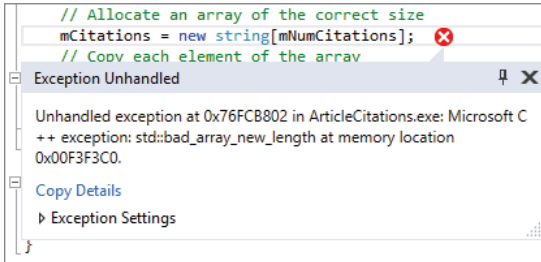 // Allocate an array of the correct size
mCitations = new string[mNumCitations];
// Copy each element of the array
Exception Unhandled
Unhandled exception at 0x76FCB802 in ArticleCitations.exe: Microsoft C
++ exception: std::bad_array_new_length at memory location
0x00F3F3C0.
Copy Details
Exception Settings
}